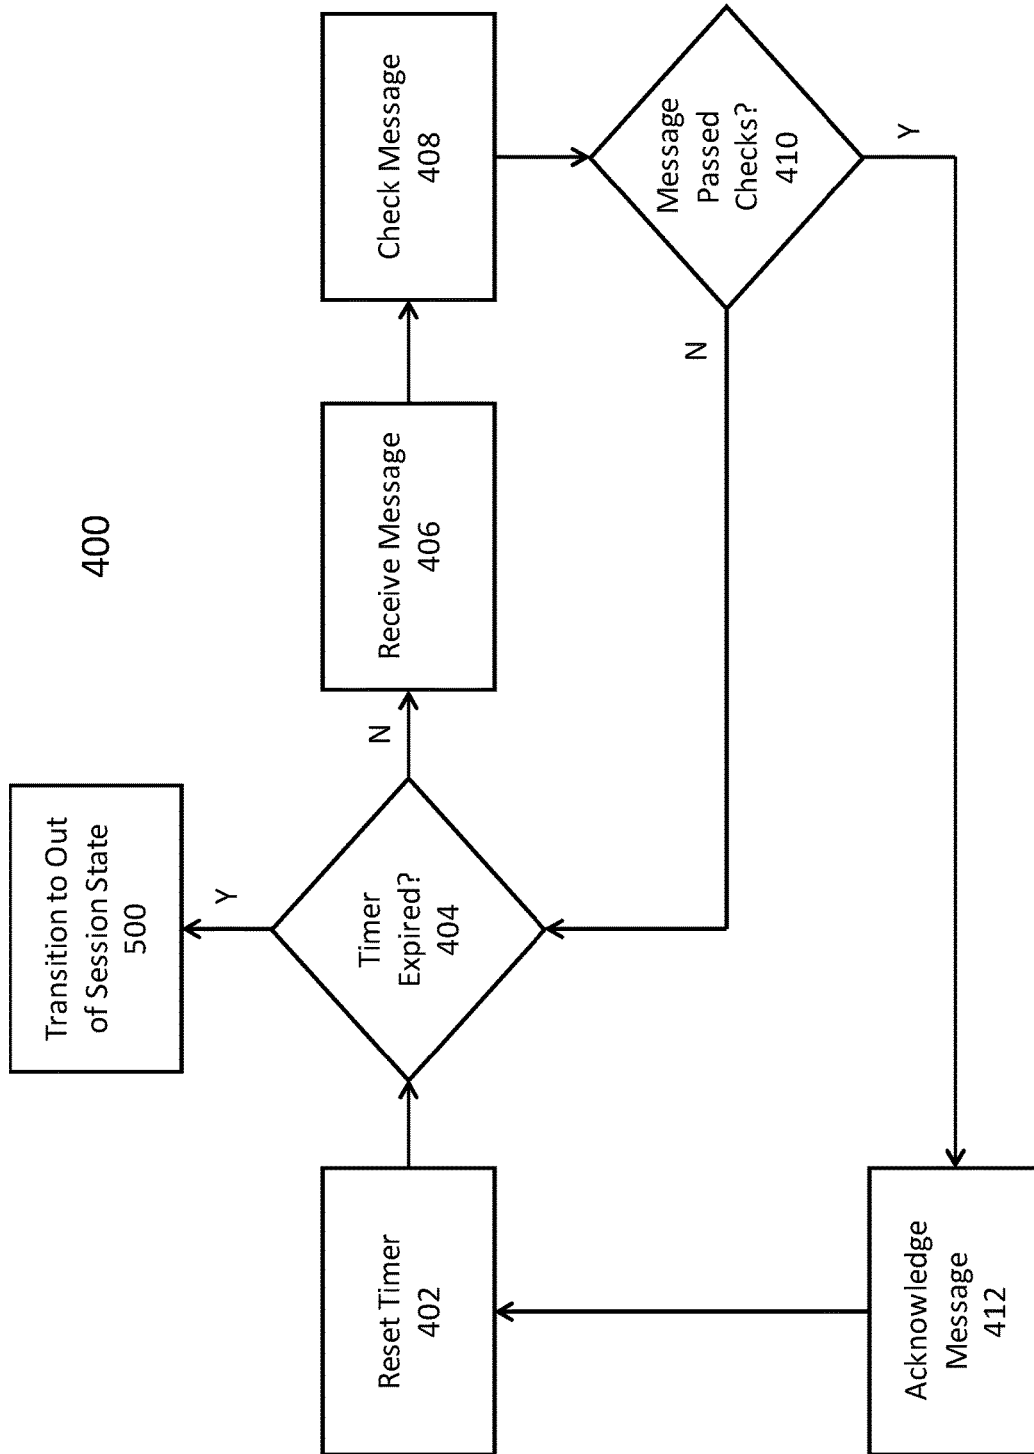 400
Transition to Out
of Session State
500
Y
Reset Timer
402
Timer
Expired?
404
N
Receive Message
406
Check Message
408
N
Message
Passed
Checks?
410
Y
Acknowledge
Message
412